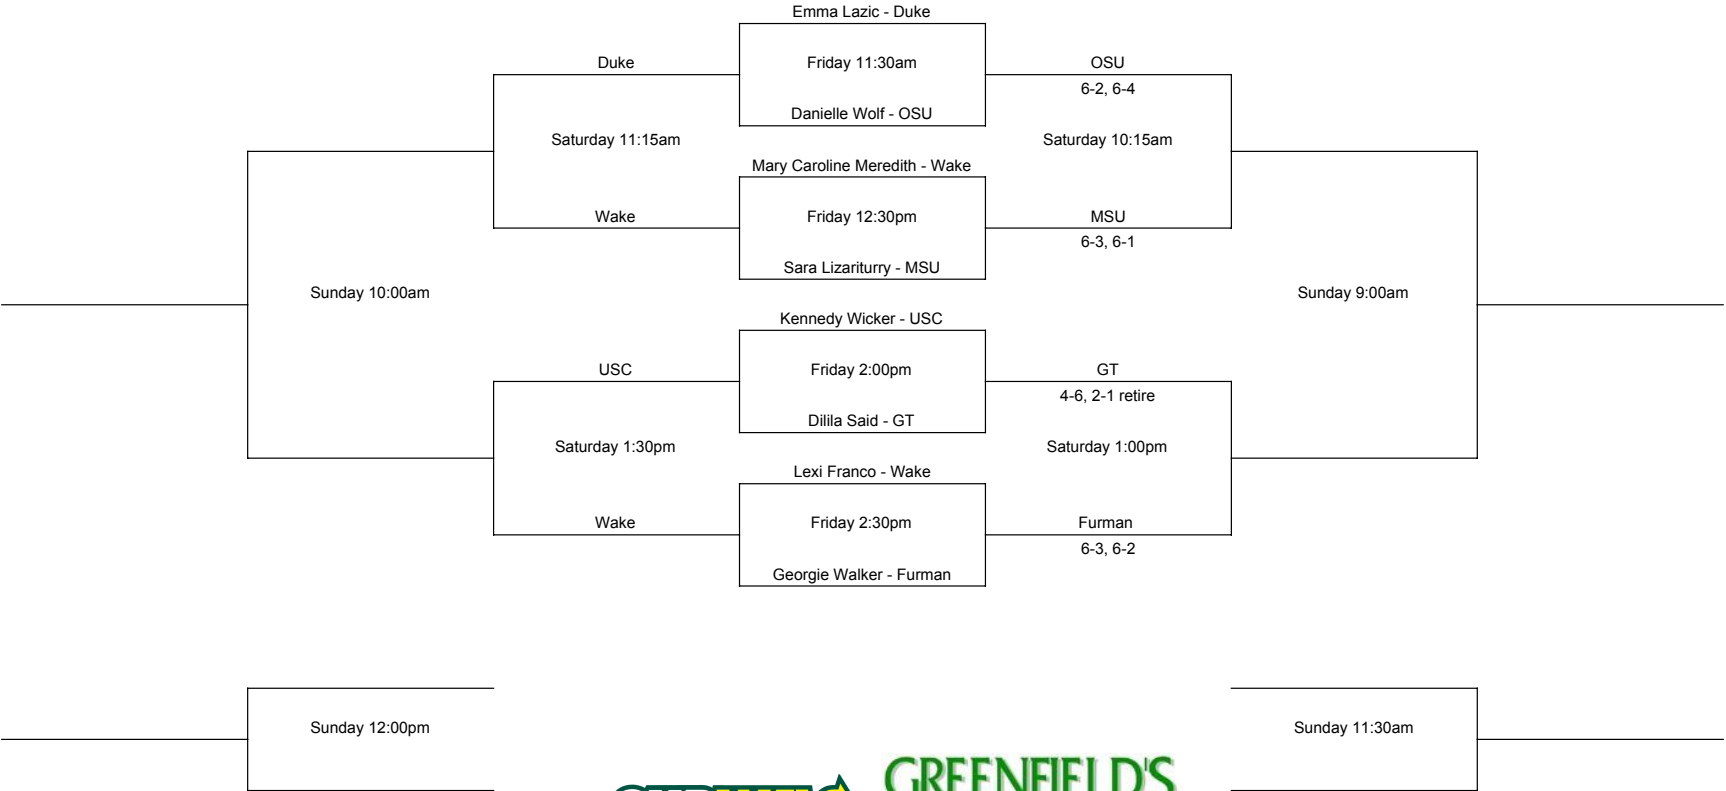 Emma Lazic - Duke
Duke
Friday 11:30am
OSU
6-2, 6-4
Danielle Wolf - OSU
Saturday 11:15am
Saturday 10:15am
Mary Caroline Meredith - Wake
Wake
Friday 12:30pm
MSU
6-3, 6-1
Sara Lizariturry - MSU
Sunday 10:00am
Sunday 9:00am
Kennedy Wicker - USC
USC
Friday 2:00pm
GT
4-6, 2-1 retire
Dilila Said - GT
Saturday 1:30pm
Saturday 1:00pm
Lexi Franco - Wake
Wake
Friday 2:30pm
Furman
6-3, 6-2
Georgie Walker - Furman
Sunday 12:00pm
Sunday 11:30am
GREENFIELD'S